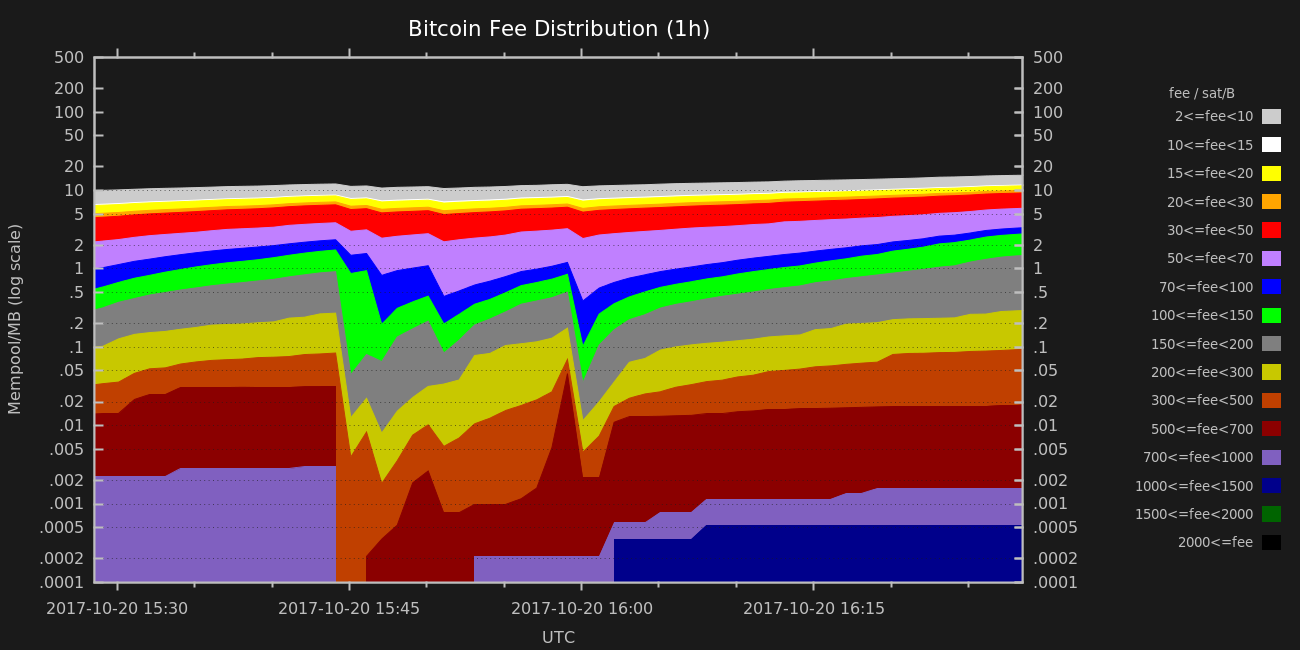 Bitcoin Fee Distribution (1h)
Mempool/MB (log scale)
500
200
100
50
20
10
5
2
1
.5
.2
.1
.05
.02
.01
.005
.002
.001
.0005
.0002
.0001
500
200
100
50
20
10
5
2
1
.5
.2
.1
.05
.02
.01
.005
.002
.001
.0005
.0002
.0001
2017-10-20 15:30
2017-10-20 15:45
2017-10-20 16:00
2017-10-20 16:15
UTC
fee / sat/B
2<=fee<10
10<=fee<15
15<=fee<20
20<=fee<30
30<=fee<50
50<=fee<70
70<=fee<100
100<=fee<150
150<=fee<200
200<=fee<300
300<=fee<500
500<=fee<700
700<=fee<1000
1000<=fee<1500
1500<=fee<2000
2000<=fee